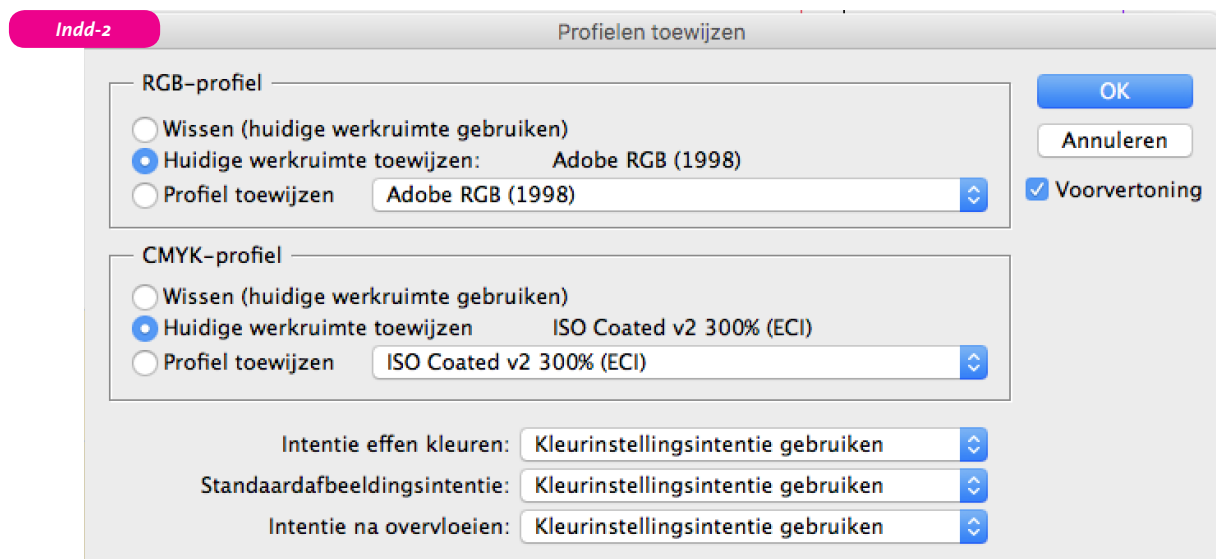 Indd-2
Profielen toewijzen
RGB-profiel
OK
Wissen (huidige werkruimte gebruiken)
Annuleren
Huidige werkruimte toewijzen: Adobe RGB (1998)
Profiel toewijzen Adobe RGB (1998)
Voorvertoning
CMYK-profiel
Wissen (huidige werkruimte gebruiken)
Huidige werkruimte toewijzen ISO Coated v2 300% (ECI)
Profiel toewijzen ISO Coated v2 300% (ECI)
Intentie effen kleuren: Kleurinstellingsintentie gebruiken
Standaardafbeeldingsintentie: Kleurinstellingsintentie gebruiken
Intentie na overvloeien: Kleurinstellingsintentie gebruiken